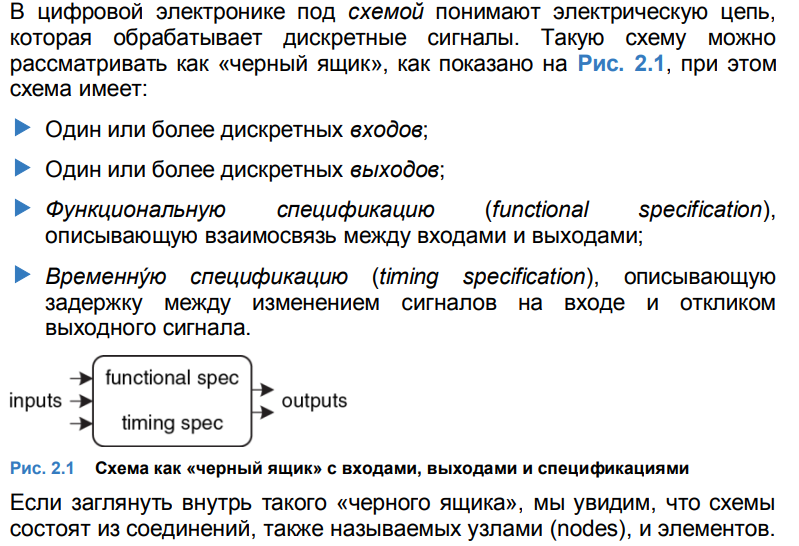 В цифровой электронике под схемой понимают электрическую цепь,
которая обрабатывает дискретные сигналы. Такую схему можно
рассматривать как «черный ящик», как показано на Рис. 2.1, при этом
схема имеет:
Один или более дискретных входов;
Один или более дискретных выходов;
Функциональную спецификацию (functional specification),
описывающую взаимосвязь между входами и выходами;
Временну́ю спецификацию (timing specification), описывающую
задержку между изменением сигналов на входе и откликом
выходного сигнала.
functional spec
inputs
outputs
timing spec
Рис. 2.1 Схема как «черный ящик» с входами, выходами и спецификациями
Если заглянуть внутрь такого «черного ящика», мы увидим, что схемы
состоят из соединений, также называемых узлами (nodes), и элементов.